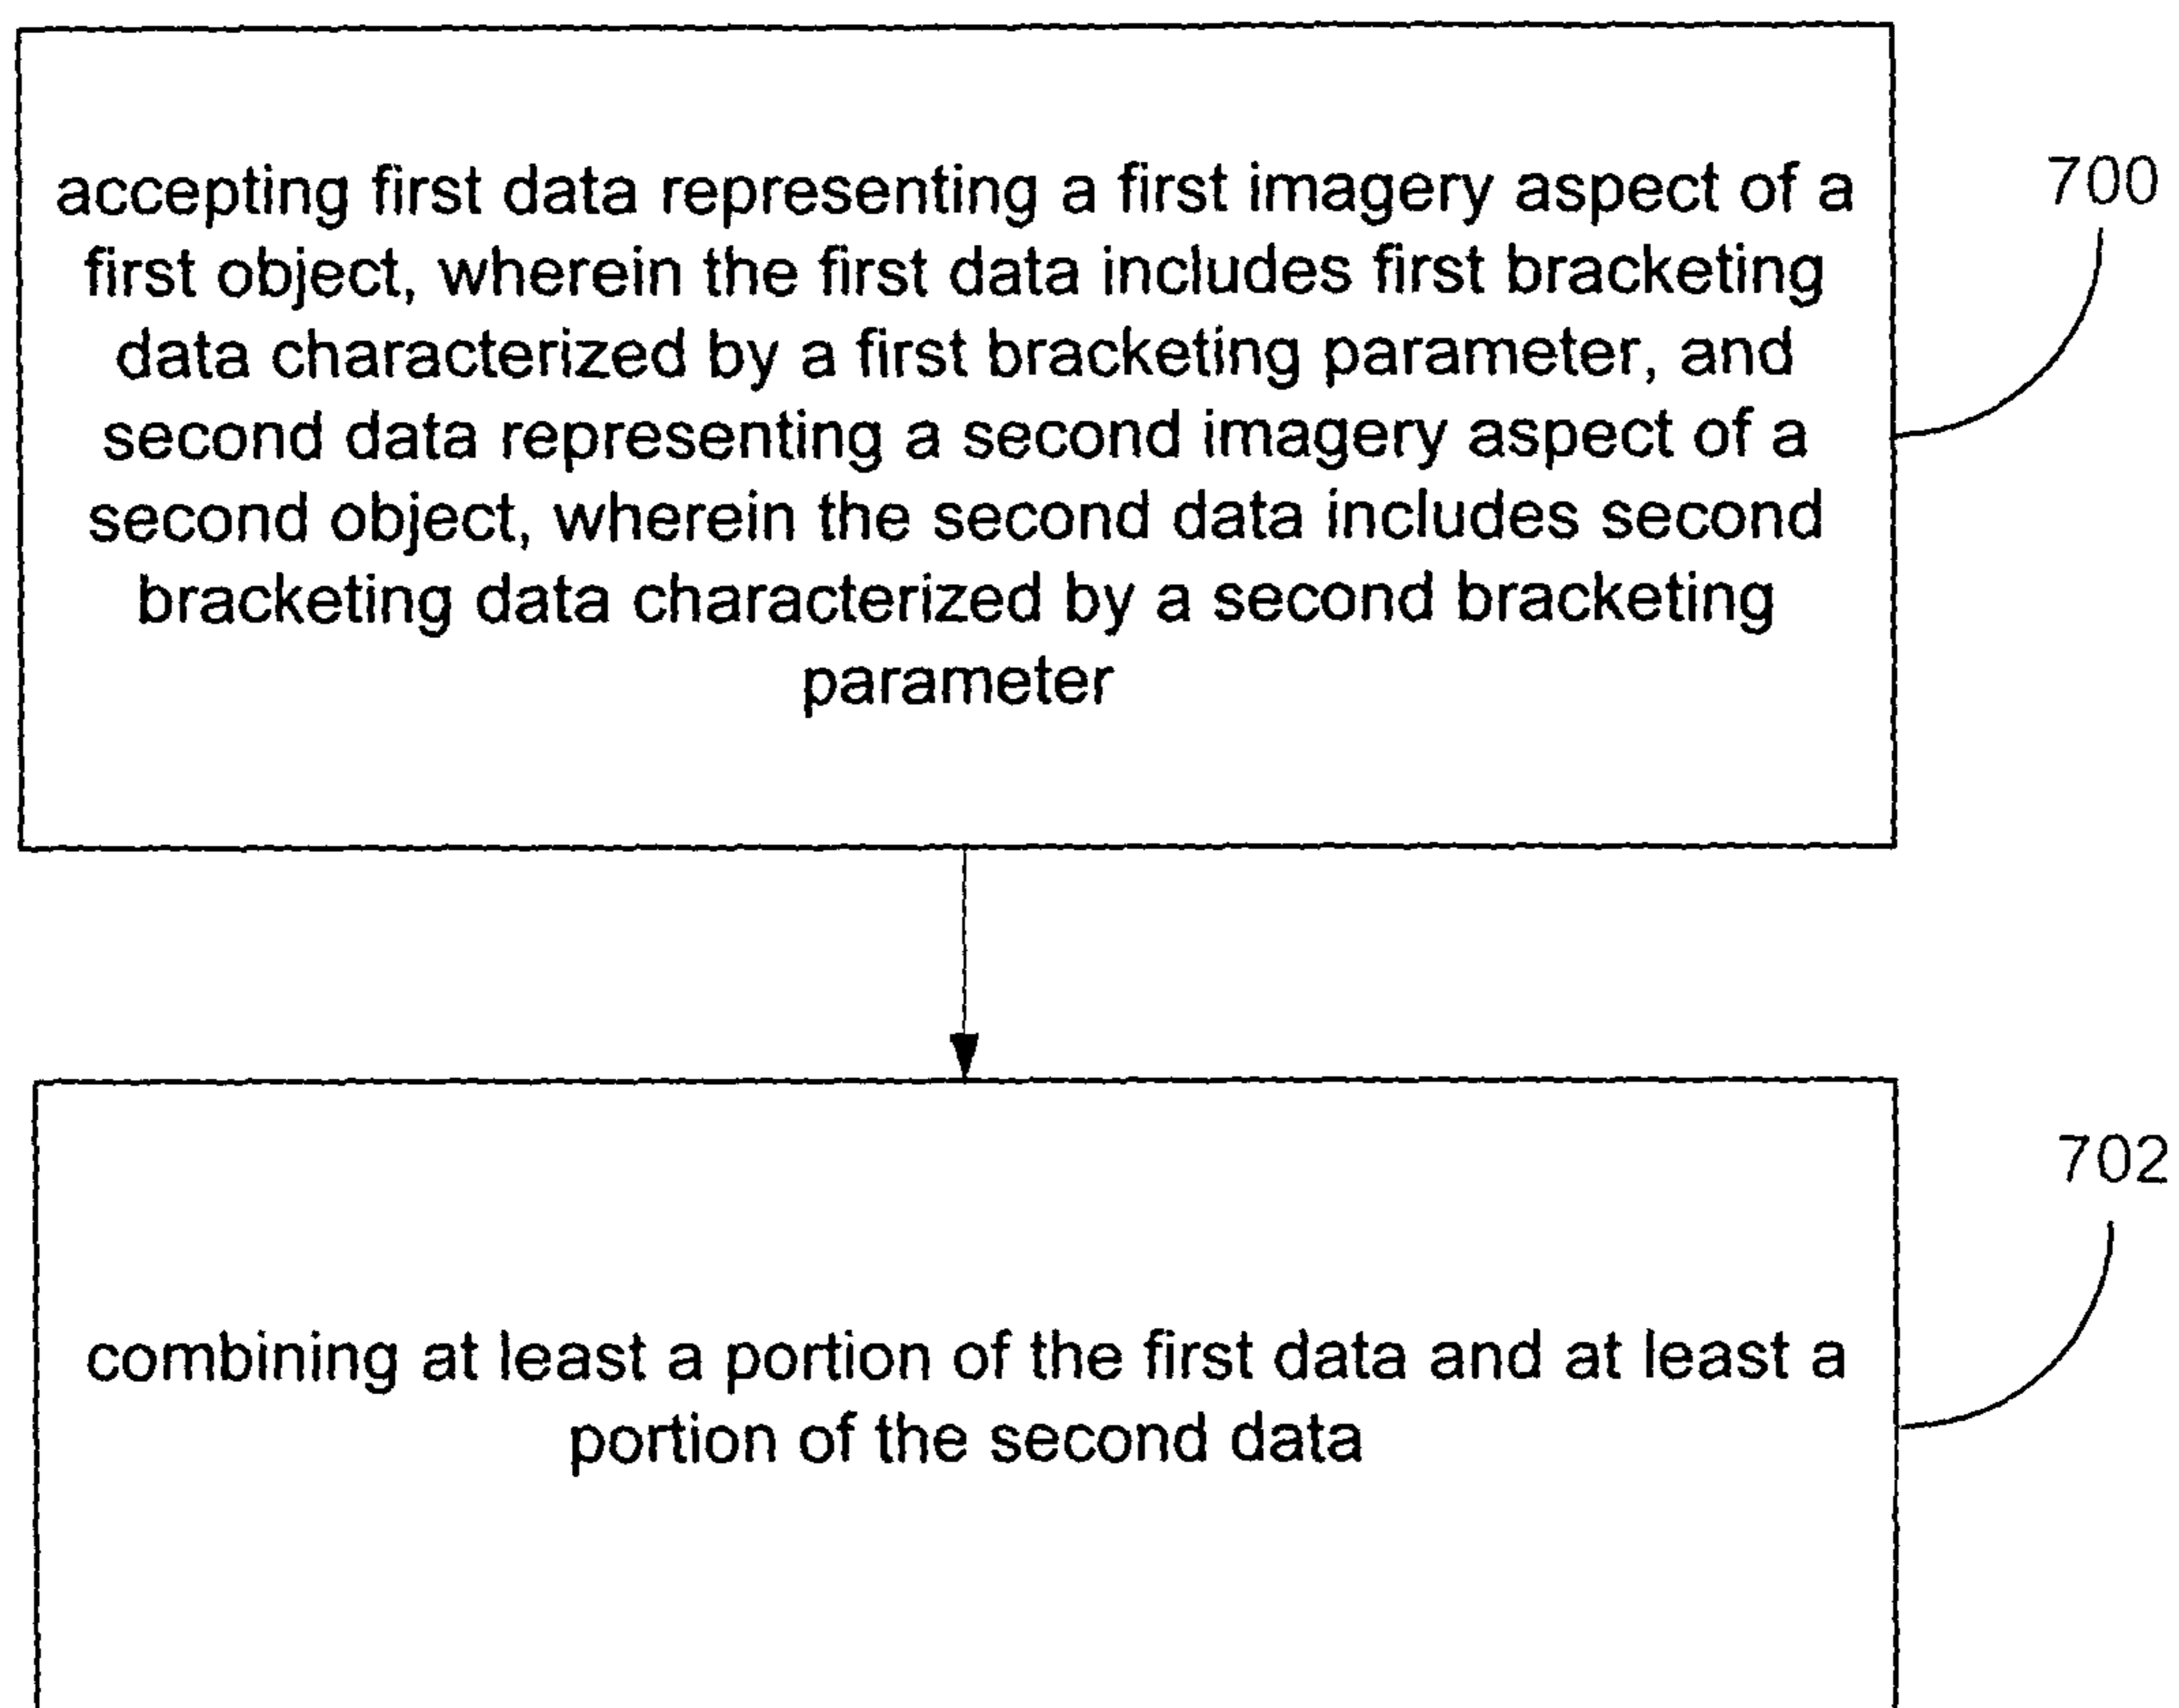 accepting first data representing a first imagery aspect of a
first object, wherein the first data includes first bracketing
data characterized by a first bracketing parameter, and
second data representing a second imagery aspect of a
second object, wherein the second data includes second
bracketing data characterized by a second bracketing
parameter
700
combining at least a portion of the first data and at least a
portion of the second data
702